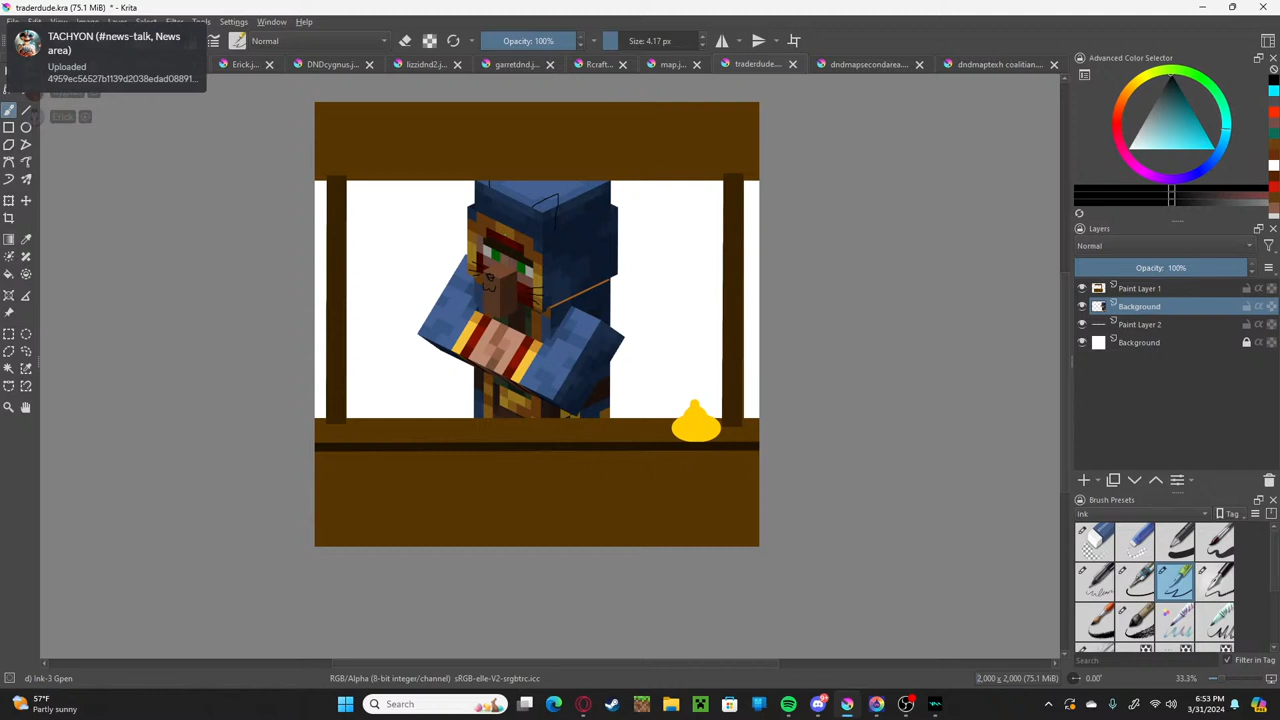 traderdude.kra (75.1 MiB) * - Krita
Settings
Window
Help
TACHYON (#news-talk, News
area)
Uploaded
4959ec56527b1139d2038edad08891...
Erick
Normal
Opacity: 100%
Size: 4.17 px
Erick.j...
DNDcygnus.j...
lizzidnd2.j...
garretdnd.j...
Rcraft...
map.j...
traderdude....
dndmapsecondarea...
dndmaptexh coalitian...
Advanced Color Selector
Layers
Normal
Opacity: 100%
Paint Layer 1
Background
Paint Layer 2
Background
Brush Presets
Ink
Tag
Search
Filter in Tag
d) Ink-3 Gpen
RGB/Alpha (8-bit integer/channel) sRGB-elle-V2-srgbtrc.icc
2,000 x 2,000 (75.1 MiB)
0.00°
33.3%
57°F
Partly sunny
Search
6:53 PM
3/31/2024